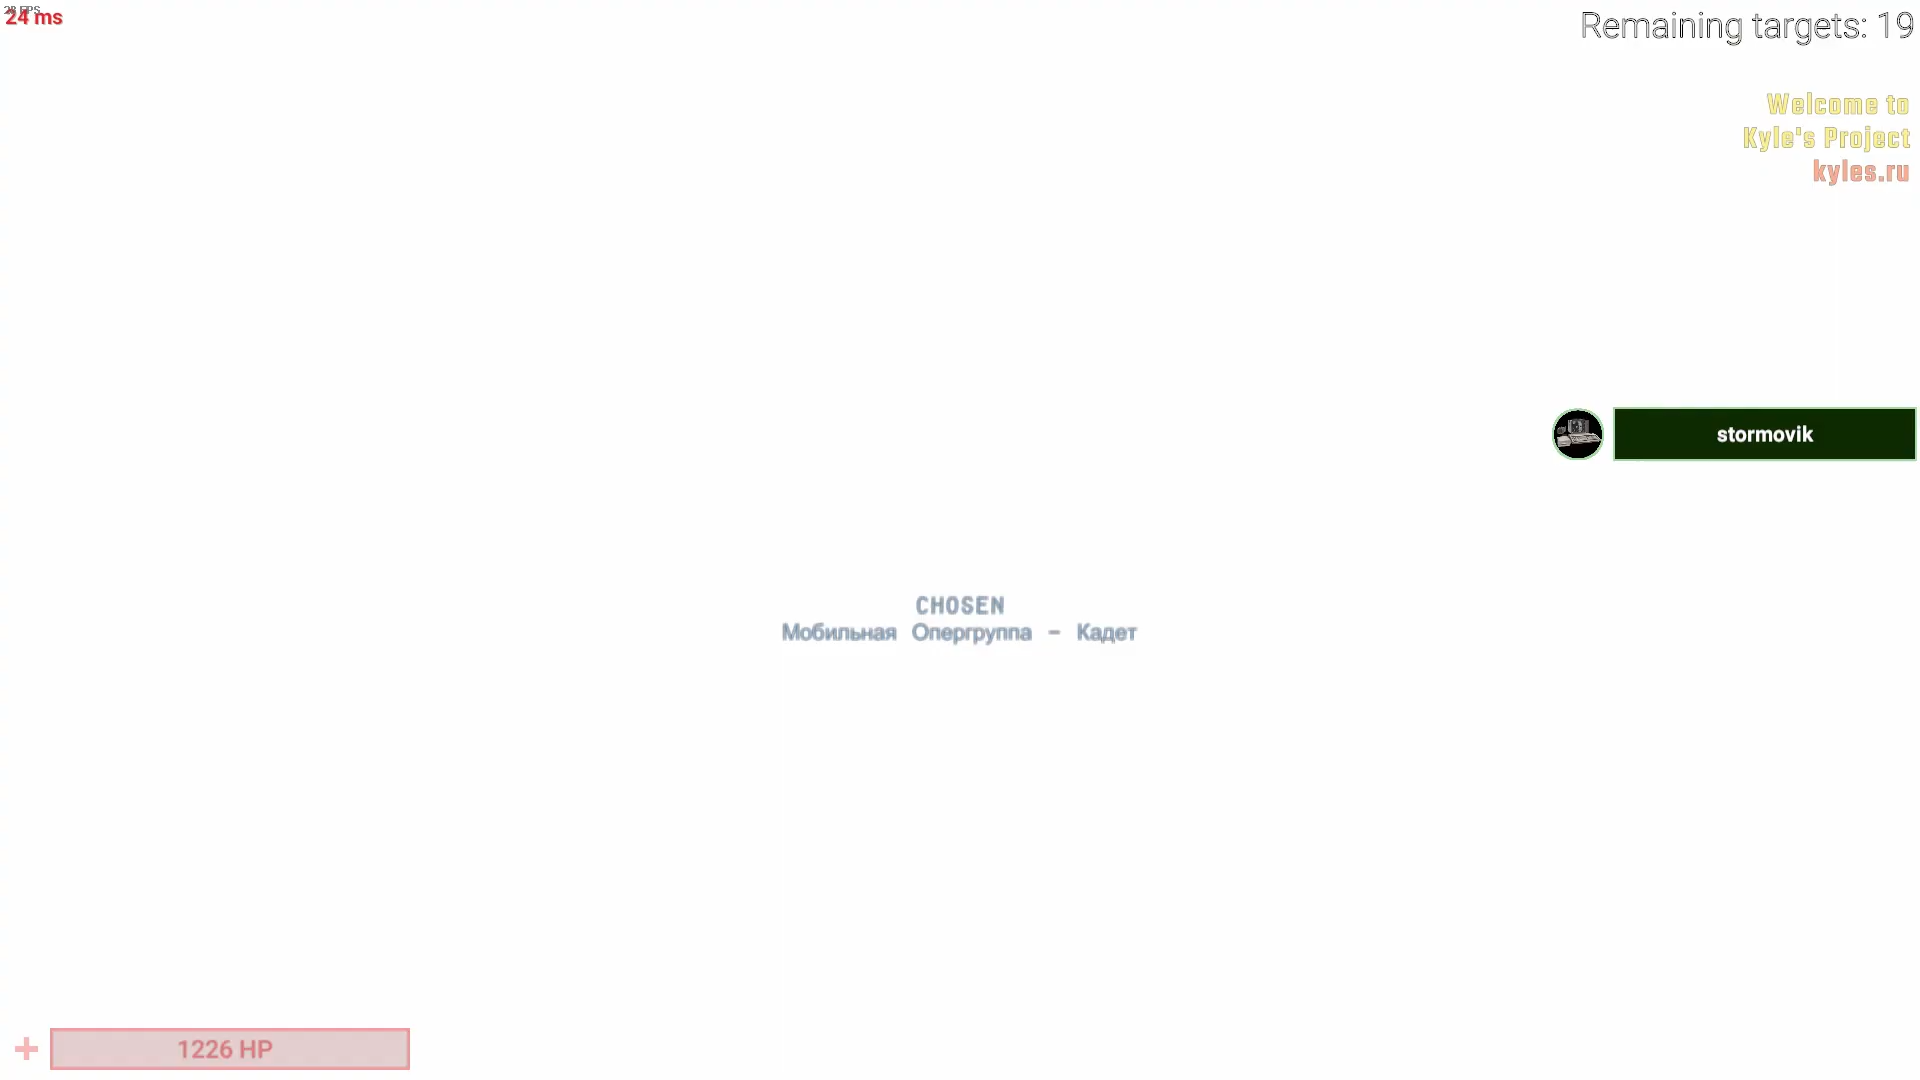 24 ms
Remaining targets: 19
Welcome to
Kyle's Project
kyles.ru
stormovik
CHOSEN
Мобильная Опергруппа - Кадет
+ 1226 HP